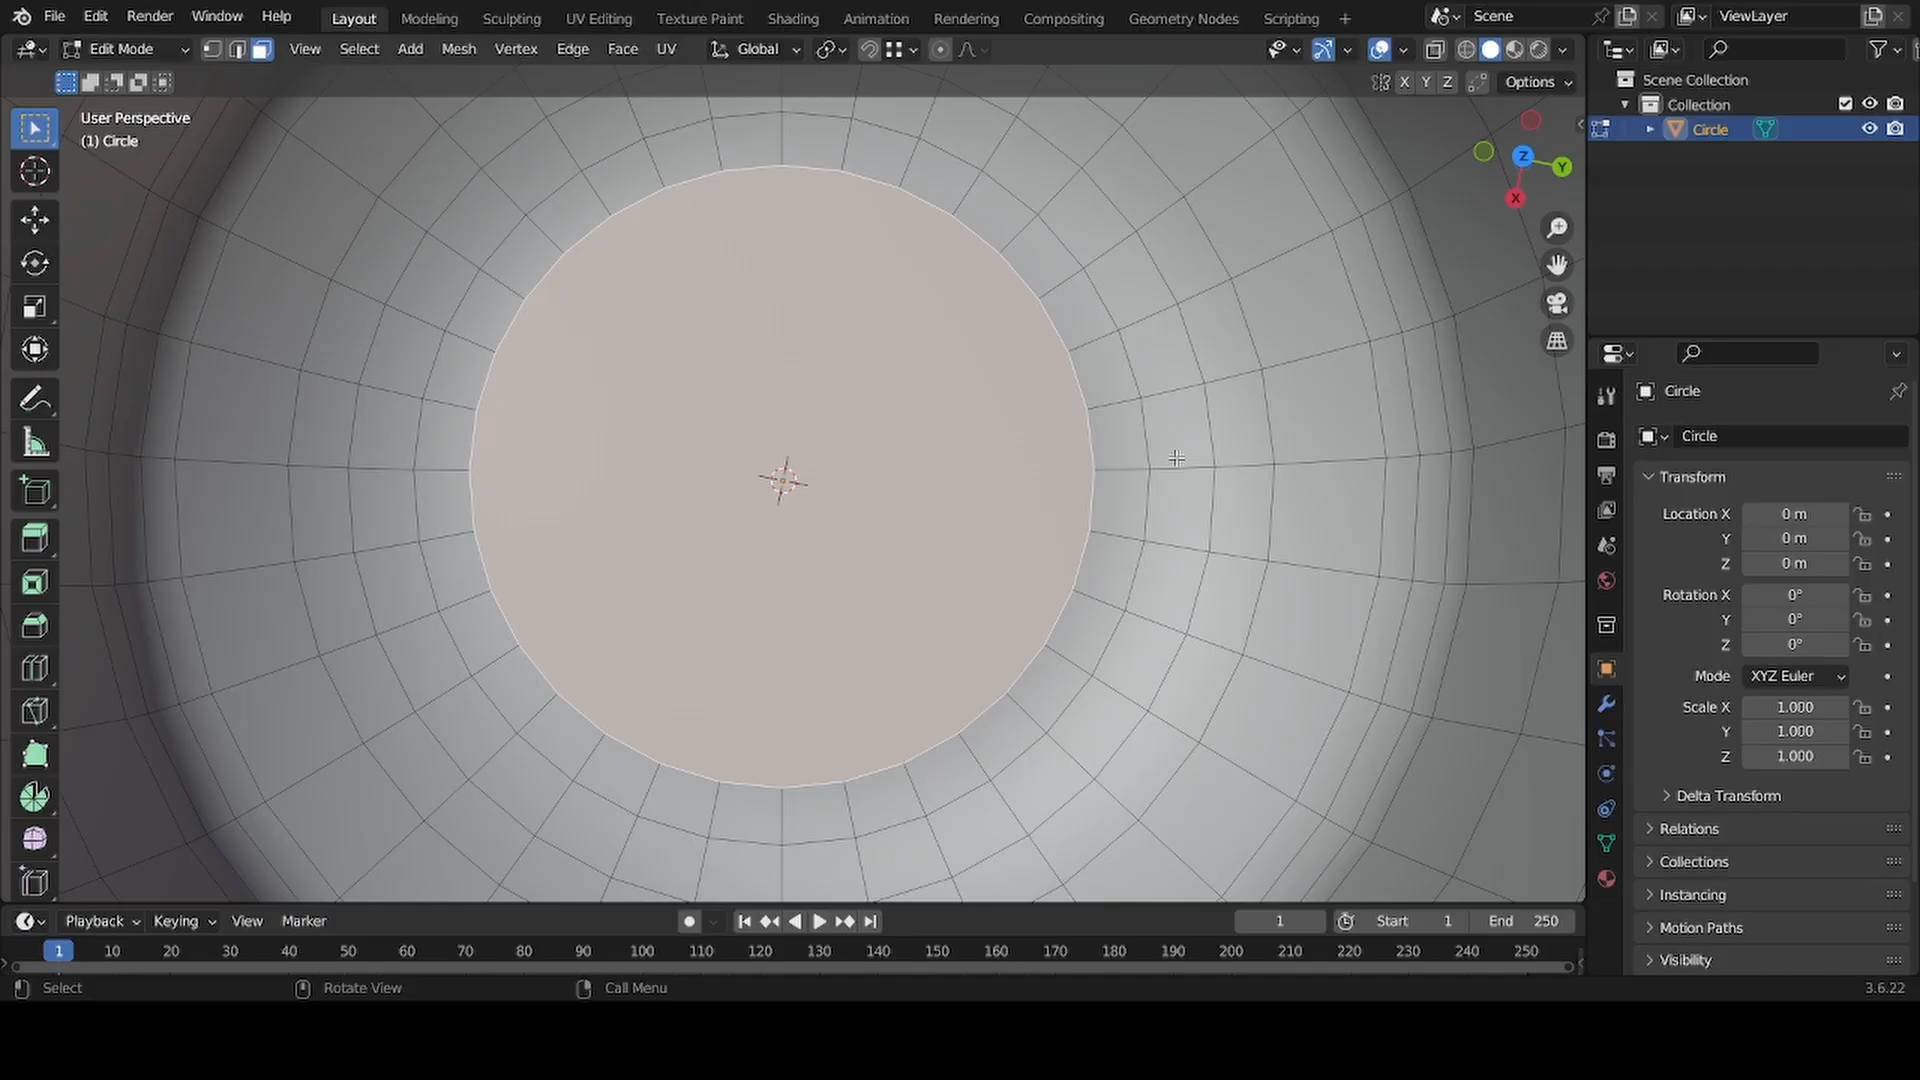 File Edit Render Window Help Layout Modeling Sculpting UV Editing Texture Paint Shading Animation Rendering Compositing Geometry Nodes Scripting + Scene ViewLayer
Edit Mode View Select Add Mesh Vertex Edge Face UV Global
X Y Z Options
User Perspective
(1) Circle
Z
Y
X
Scene Collection
Collection
Circle
Circle
Circle
Transform
Location X 0 m
Y 0 m
Z 0 m
Rotation X 0°
Y 0°
Z 0°
Mode XYZ Euler
Scale X 1.000
Y 1.000
Z 1.000
Delta Transform
Relations
Collections
Instancing
Motion Paths
Visibility
Playback Keying View Marker 1 Start 1 End 250
1 10 20 30 40 50 60 70 80 90 100 110 120 130 140 150 160 170 180 190 200 210 220 230 240 250
Select Rotate View Call Menu 3.6.22